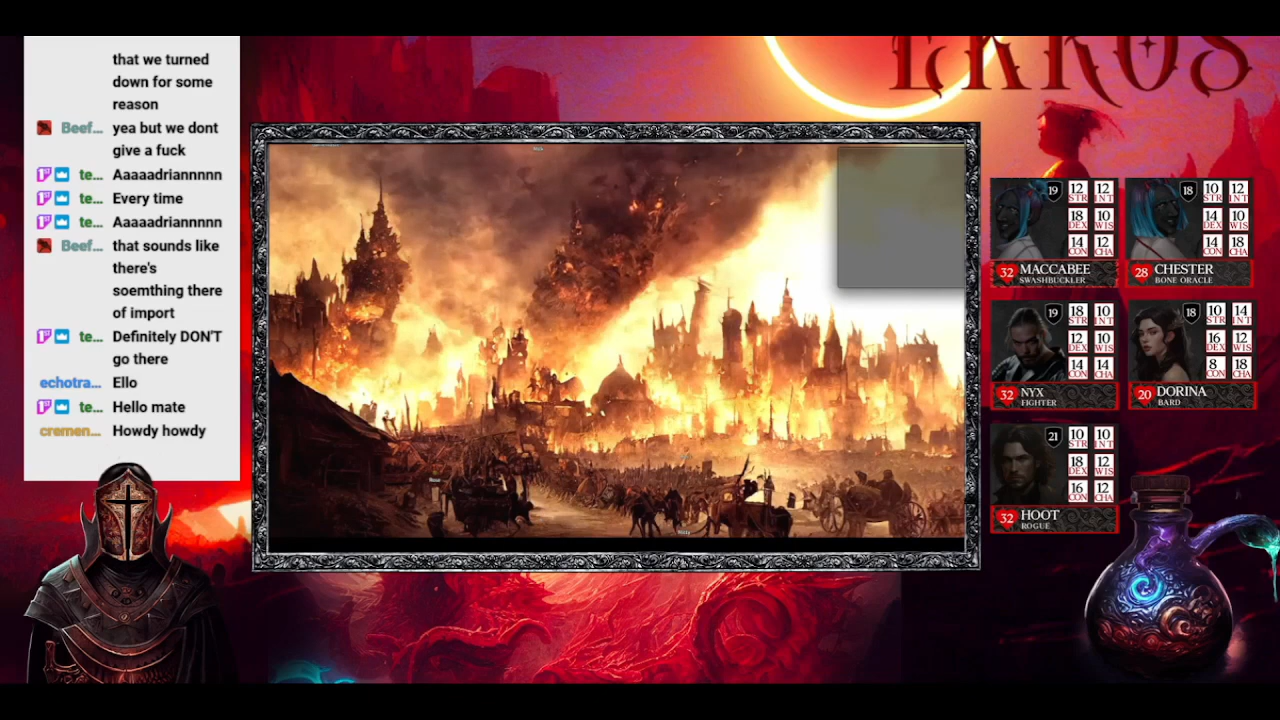 that we turned
down for some
reason
Beef... yea but we dont
give a fuck
te... Aaaaadriannnnn
te... Every time
te... Aaaaadriannnnn
Beef... that sounds like
there's
soemthing there
of import
te... Definitely DON'T
go there
echotra... Ello
te... Hello mate
cremen... Howdy howdy
19 12 STR 12 INT
18 DEX 10 WIS
14 CON 12 CHA
32 MACCABEE
SWASHBUCKLER
18 10 STR 12 INT
14 DEX 10 WIS
14 CON 18 CHA
28 CHESTER
BONE ORACLE
19 18 STR 10 INT
12 DEX 10 WIS
14 CON 14 CHA
32 NYX
FIGHTER
18 10 STR 14 INT
16 DEX 12 WIS
8 CON 18 CHA
20 DORINA
BARD
21 10 STR 10 INT
18 DEX 12 WIS
16 CON 12 CHA
32 HOOT
ROGUE